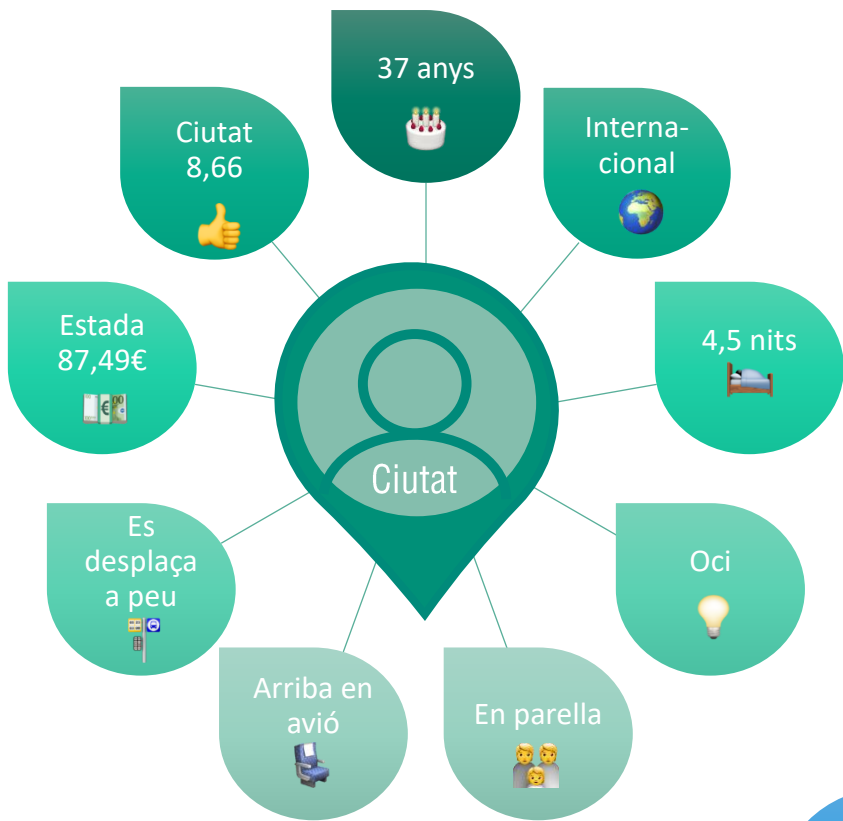 37 anys
Interna-
cional
4,5 nits
Oci
En parella
Arriba en
avió
Es
desplaça
a peu
Estada
87,49€
Ciutat
8,66
Ciutat